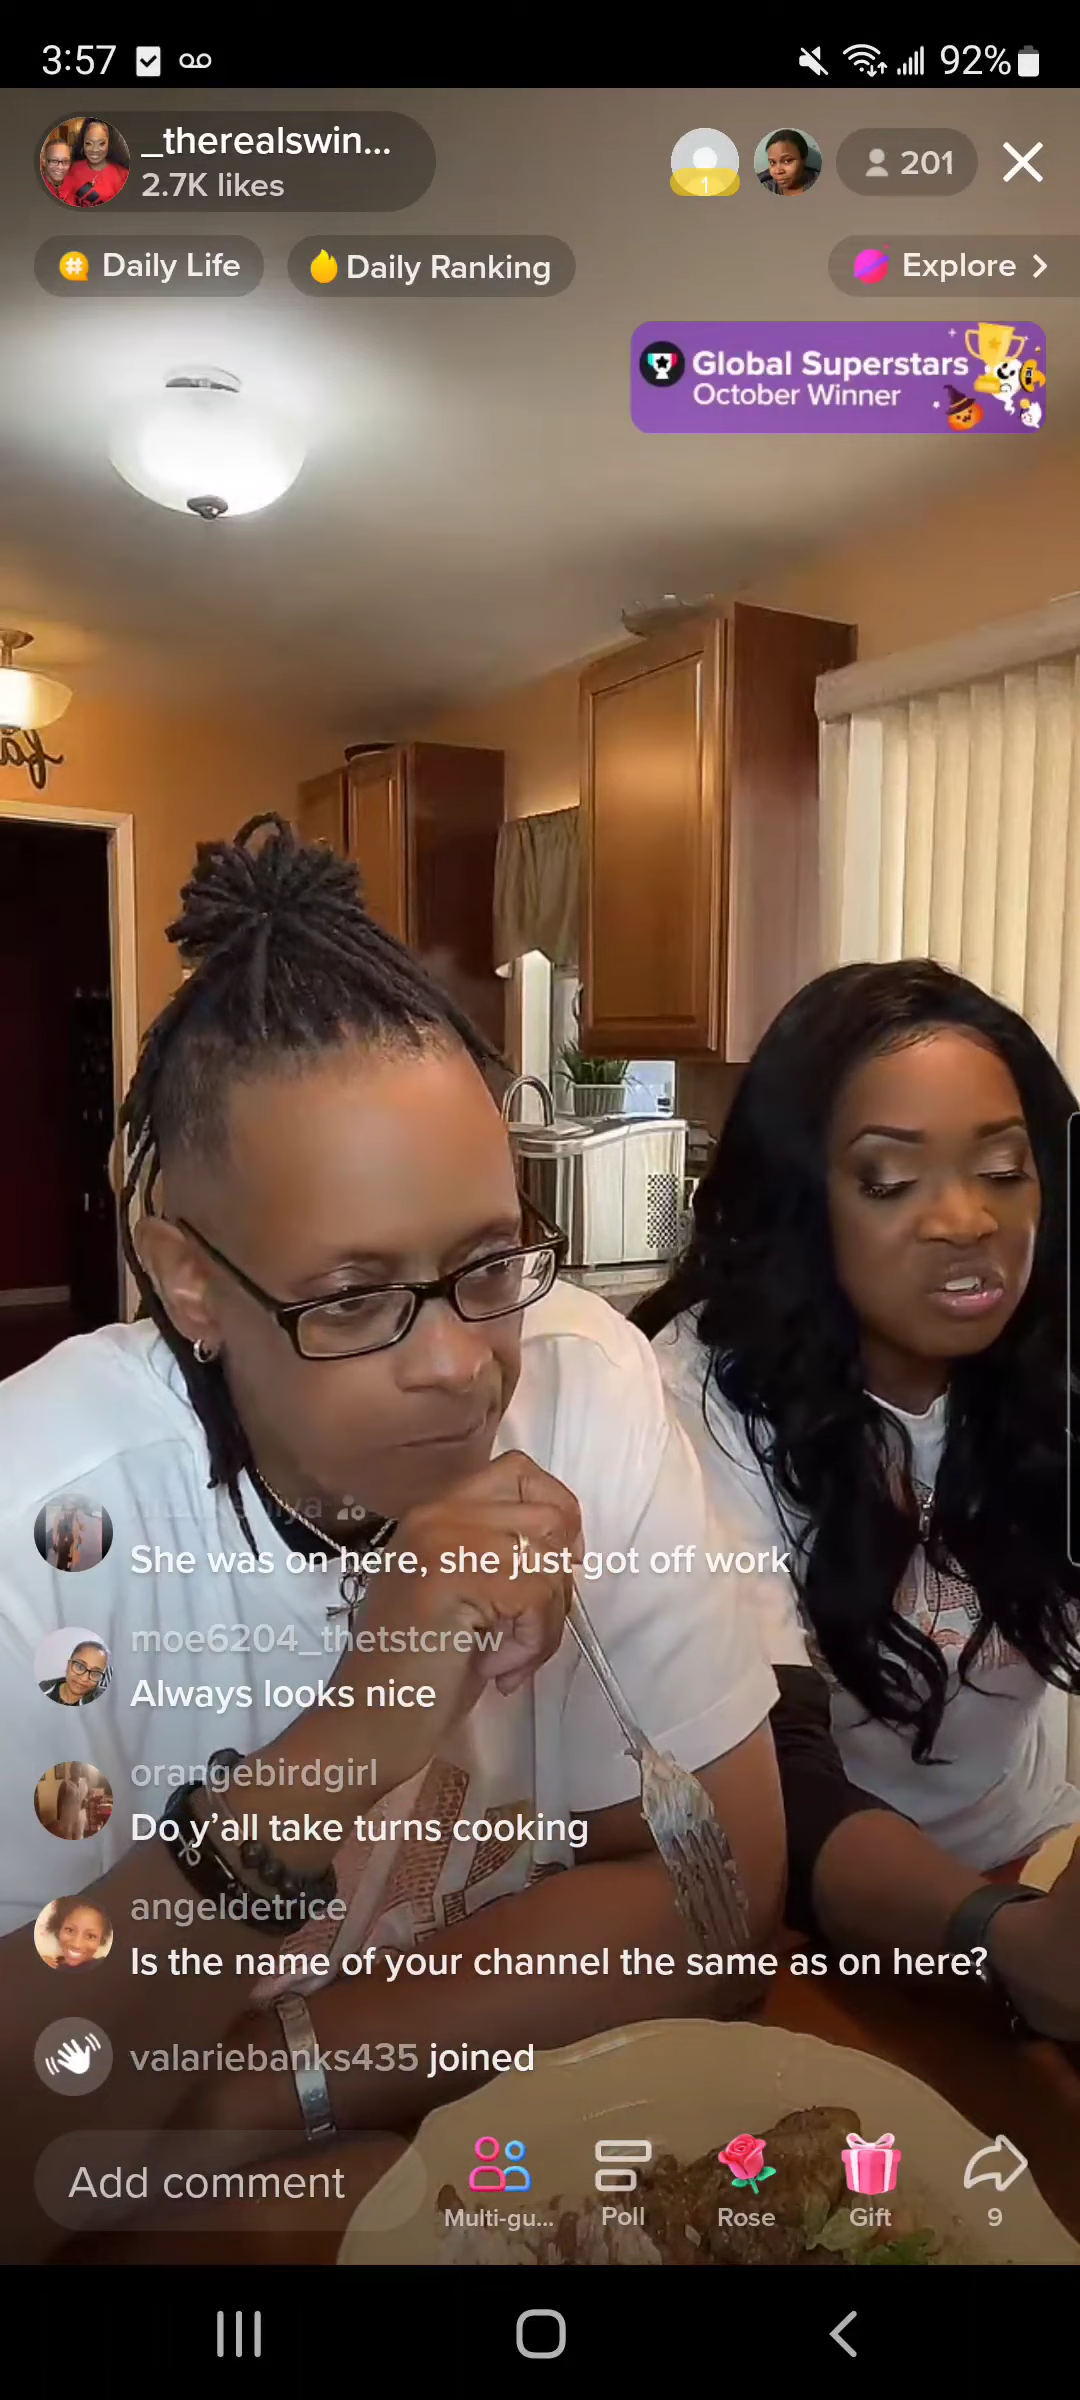 3:57
92%
_therealswin...
2.7K likes
1
201
Daily Life
Daily Ranking
Explore >
Global Superstars
October Winner
She was on here, she just got off work
moe6204_thetstcrew
Always looks nice
orangebirdgirl
Do y’all take turns cooking
angeldetrice
Is the name of your channel the same as on here?
valariebanks435 joined
Add comment
Multi-gu...
Poll
Rose
Gift
9